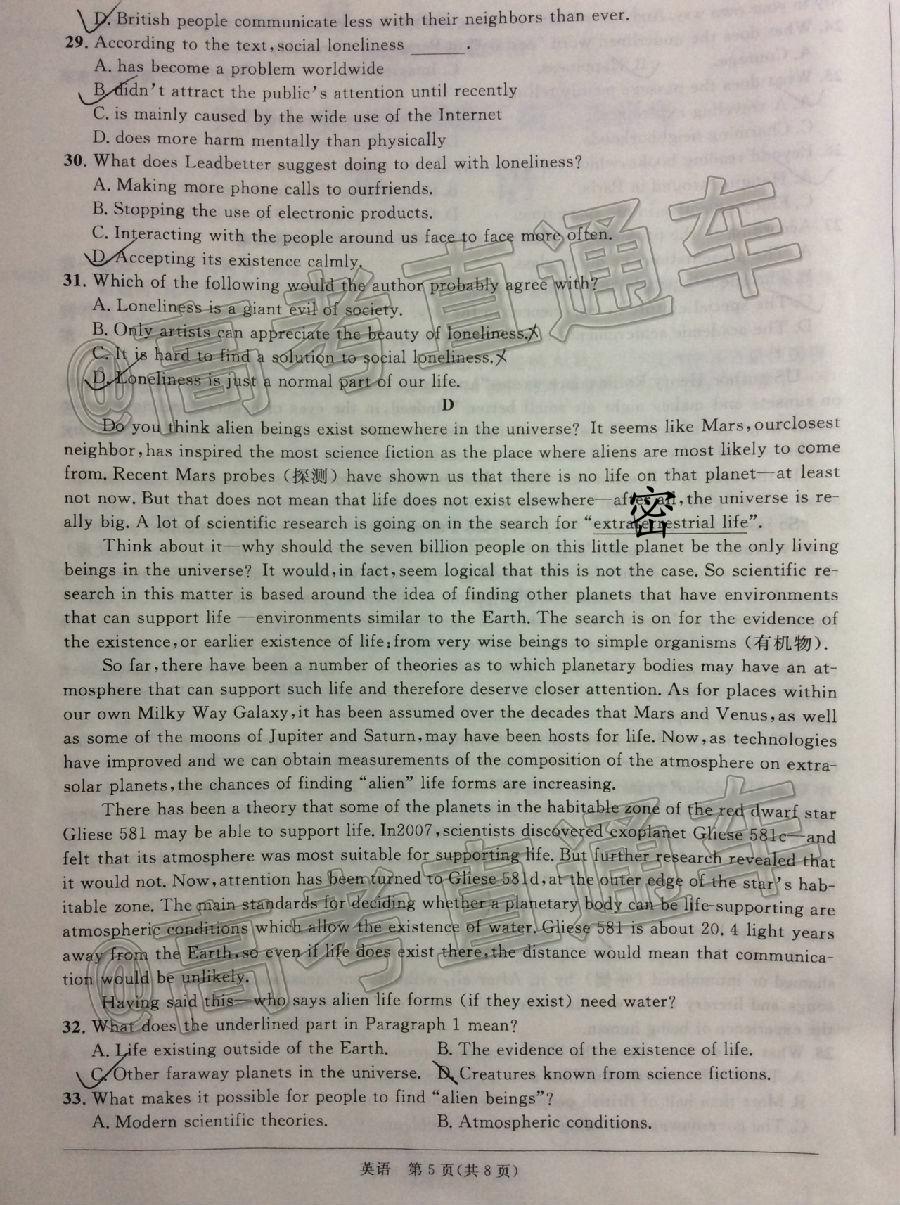 D. British people communicate less with their neighbors than ever.
29. According to the text, social loneliness ______.
A. has become a problem worldwide
B. didn't attract the public's attention until recently
C. is mainly caused by the wide use of the Internet
D. does more harm mentally than physically
30. What does Leadbetter suggest doing to deal with loneliness?
A. Making more phone calls to ourfriends.
B. Stopping the use of electronic products.
C. Interacting with the people around us face to face more often.
D. Accepting its existence calmly.
31. Which of the following would the author probably agree with?
A. Loneliness is a giant evil of society.
B. Only artists can appreciate the beauty of loneliness.
C. It is hard to find a solution to social loneliness.
D. Loneliness is just a normal part of our life.
D
Do you think alien beings exist somewhere in the universe? It seems like Mars, ourclosest
neighbor, has inspired the most science fiction as the place where aliens are most likely to come
from. Recent Mars probes (探测) have shown us that there is no life on that planet—at least
not now. But that does not mean that life does not exist elsewhere—after all, the universe is re-
ally big. A lot of scientific research is going on in the search for "extraterrestrial life".
密
Think about it—why should the seven billion people on this little planet be the only living
beings in the universe? It would, in fact, seem logical that this is not the case. So scientific re-
search in this matter is based around the idea of finding other planets that have environments
that can support life —environments similar to the Earth. The search is on for the evidence of
the existence, or earlier existence of life; from very wise beings to simple organisms (有机物).
So far, there have been a number of theories as to which planetary bodies may have an at-
mosphere that can support such life and therefore deserve closer attention. As for places within
our own Milky Way Galaxy, it has been assumed over the decades that Mars and Venus, as well
as some of the moons of Jupiter and Saturn, may have been hosts for life. Now, as technologies
have improved and we can obtain measurements of the composition of the atmosphere on extra-
solar planets, the chances of finding "alien" life forms are increasing.
There has been a theory that some of the planets in the habitable zone of the red dwarf star
Gliese 581 may be able to support life. In2007, scientists discovered exoplanet Gliese 581c—and
felt that its atmosphere was most suitable for supporting life. But further research revealed that
it would not. Now, attention has been turned to Gliese 581d, at the outer edge of the star's hab-
itable zone. The main standards for deciding whether a planetary body can be life-supporting are
atmospheric conditions which allow the existence of water. Gliese 581 is about 20.4 light years
away from the Earth, so even if life does exist there, the distance would mean that communica-
tion would be unlikely.
Having said this—who says alien life forms (if they exist) need water?
32. What does the underlined part in Paragraph 1 mean?
A. Life existing outside of the Earth. B. The evidence of the existence of life.
C. Other faraway planets in the universe. D. Creatures known from science fictions.
33. What makes it possible for people to find "alien beings"?
A. Modern scientific theories. B. Atmospheric conditions.
英语 第5页(共8页)
@高考直通车
@高考直通车